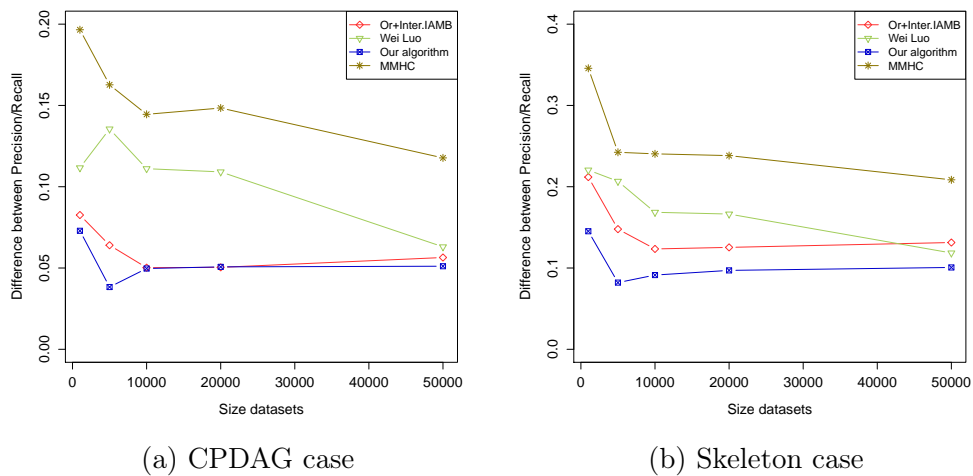 Difference between Precision/Recall
0.20
0.15
0.10
0.05
0.00
Or+Inter.IAMB
Wei Luo
Our algorithm
MMHC
0 10000 20000 30000 40000 50000
Size datasets
(a) CPDAG case
Difference between Precision/Recall
0.4
0.3
0.2
0.1
0.0
Or+Inter.IAMB
Wei Luo
Our algorithm
MMHC
0 10000 20000 30000 40000 50000
Size datasets
(b) Skeleton case